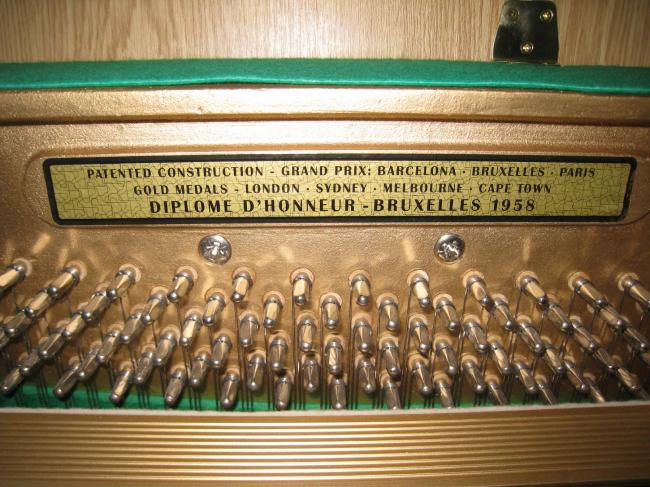 PATENTED CONSTRUCTION - GRAND PRIX: BARCELONA · BRUXELLES · PARIS
GOLD MEDALS - LONDON · SYDNEY · MELBOURNE · CAPE TOWN
DIPLOME D'HONNEUR - BRUXELLES 1958